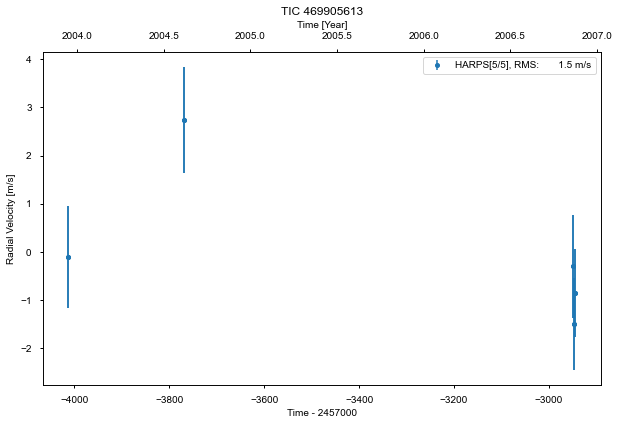 TIC 469905613
Time [Year]
2004.0 2004.5 2005.0 2005.5 2006.0 2006.5 2007.0
HARPS[5/5], RMS: 1.5 m/s
Radial Velocity [m/s]
4
3
2
1
0
−1
−2
−4000 −3800 −3600 −3400 −3200 −3000
Time - 2457000